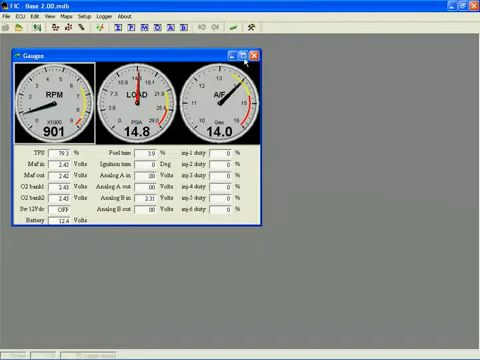 FIC - Base 2.00.mdb
File ECU Edit View Maps Setup Logger About
Gauges
RPM
X1000
901
LOAD
PSIA
14.8
A/F
Gas
14.0
TPS 79.3 %
Maf in 2.43 Volts
Maf out 2.42 Volts
O2 bank1 2.43 Volts
O2 bank2 2.43 Volts
Sw 12Vdc OFF
Battery 12.4 Volts
Fuel trim 3.9 %
Ignition trim 0 Deg
Analog A in .00 Volts
Analog A out .00 Volts
Analog B in 2.31 Volts
Analog B out .00 Volts
inj-1 duty 0 %
inj-2 duty 0 %
inj-3 duty 0 %
inj-4 duty 0 %
inj-5 duty 0 %
inj-6 duty 0 %